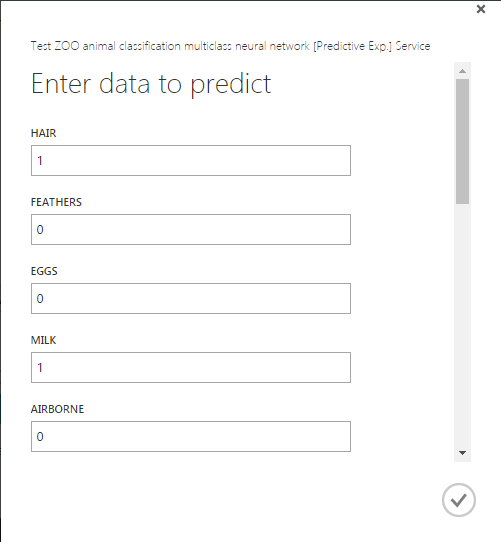 Test ZOO animal classification multiclass neural network [Predictive Exp.] Service
Enter data to predict
HAIR
1
FEATHERS
0
EGGS
0
MILK
1
AIRBORNE
0